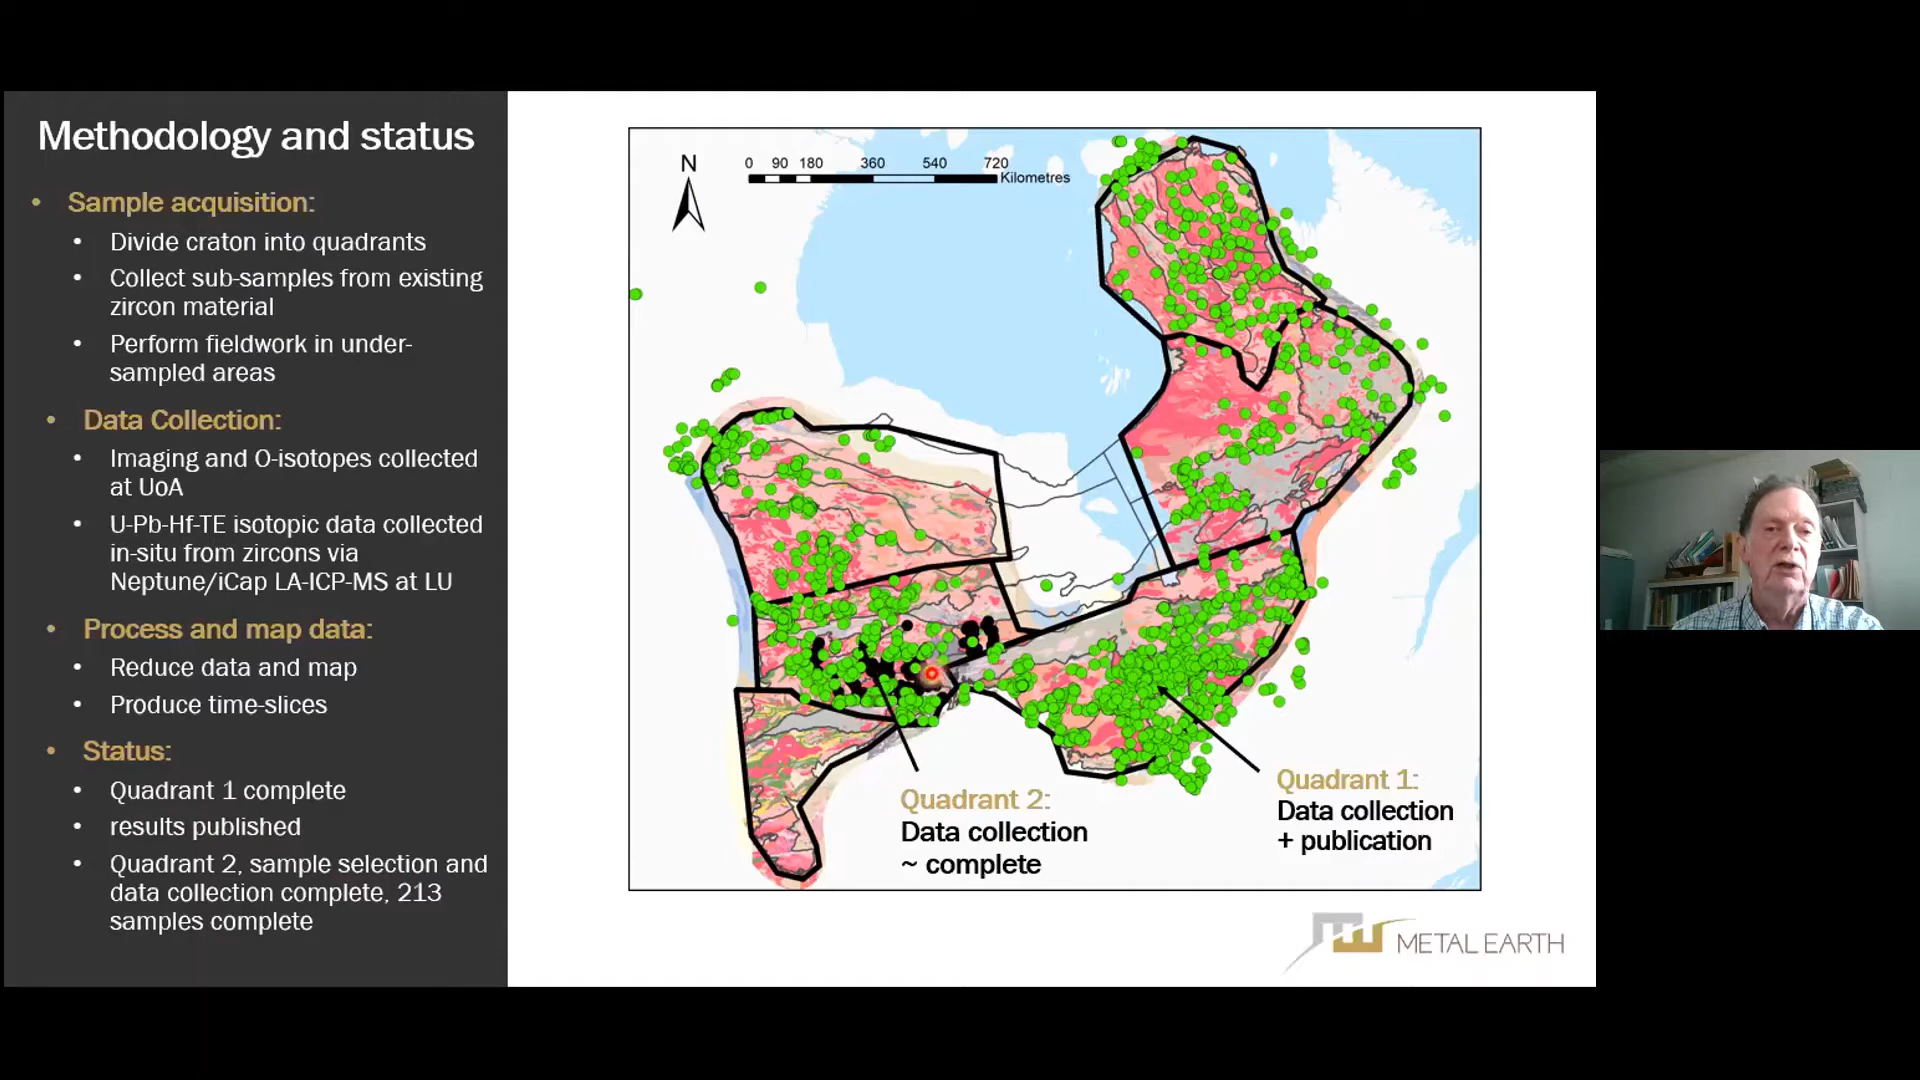 Methodology and status
• Sample acquisition:
• Divide craton into quadrants
• Collect sub-samples from existing
zircon material
• Perform fieldwork in under-
sampled areas
• Data Collection:
• Imaging and O-isotopes collected
at UoA
• U-Pb-Hf-TE isotopic data collected
in-situ from zircons via
Neptune/iCap LA-ICP-MS at LU
• Process and map data:
• Reduce data and map
• Produce time-slices
• Status:
• Quadrant 1 complete
• results published
• Quadrant 2, sample selection and
data collection complete, 213
samples complete
N
0 90 180 360 540 720
Kilometres
Quadrant 2:
Data collection
~ complete
Quadrant 1:
Data collection
+ publication
METAL EARTH